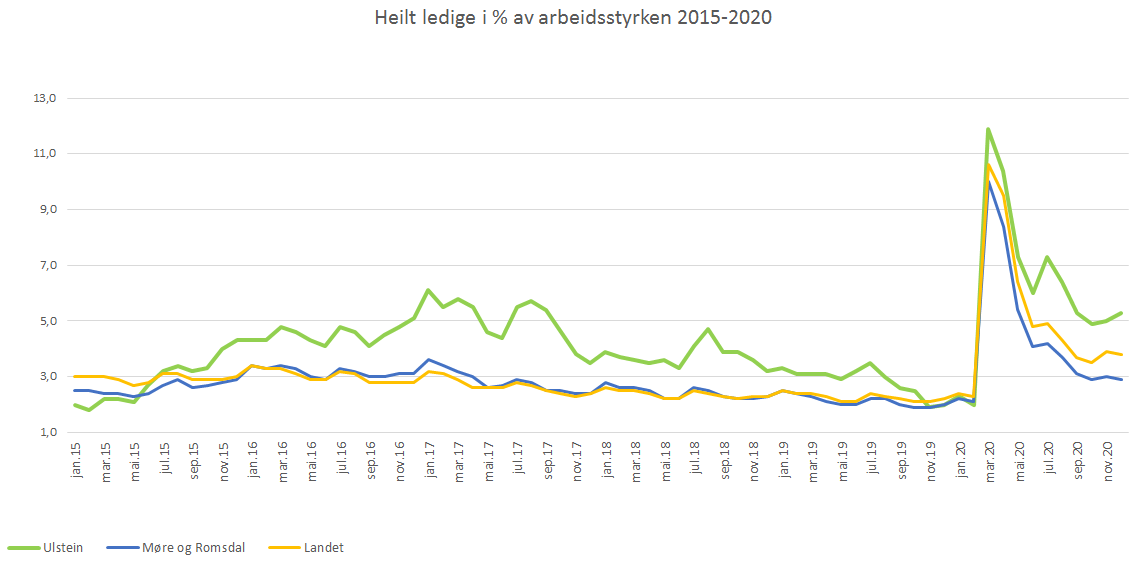 Heilt ledige i % av arbeidsstyrken 2015-2020
13,0
11,0
9,0
7,0
5,0
3,0
1,0
jan.15
mar.15
mai.15
jul.15
sep.15
nov.15
jan.16
mar.16
mai.16
jul.16
sep.16
nov.16
jan.17
mar.17
mai.17
jul.17
sep.17
nov.17
jan.18
mar.18
mai.18
jul.18
sep.18
nov.18
jan.19
mar.19
mai.19
jul.19
sep.19
nov.19
jan.20
mar.20
mai.20
jul.20
sep.20
nov.20
Ulstein
Møre og Romsdal
Landet